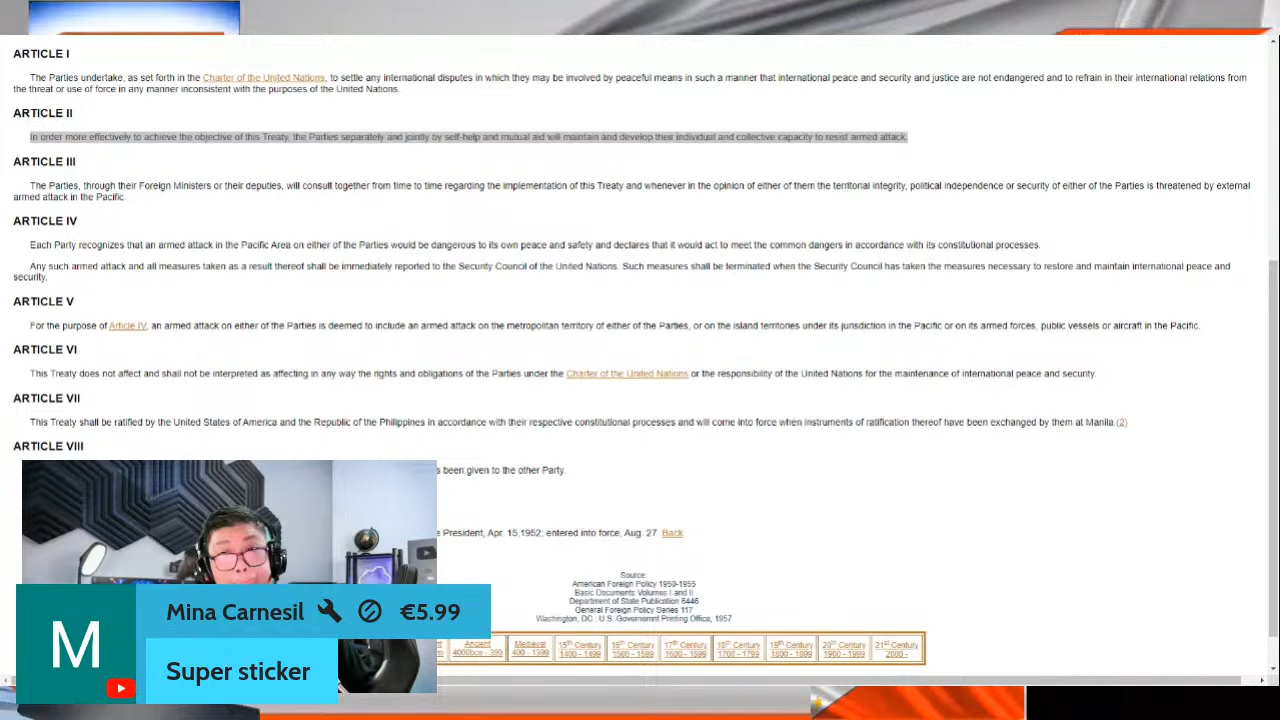 ARTICLE I
The Parties undertake, as set forth in the Charter of the United Nations, to settle any international disputes in which they may be involved by peaceful means in such a manner that international peace and security and justice are not endangered and to refrain in their international relations from
the threat or use of force in any manner inconsistent with the purposes of the United Nations.
ARTICLE II
In order more effectively to achieve the objective of this Treaty, the Parties separately and jointly by self-help and mutual aid will maintain and develop their individual and collective capacity to resist armed attack.
ARTICLE III
The Parties, through their Foreign Ministers or their deputies, will consult together from time to time regarding the implementation of this Treaty and whenever in the opinion of either of them the territorial integrity, political independence or security of either of the Parties is threatened by external
armed attack in the Pacific.
ARTICLE IV
Each Party recognizes that an armed attack in the Pacific Area on either of the Parties would be dangerous to its own peace and safety and declares that it would act to meet the common dangers in accordance with its constitutional processes.
Any such armed attack and all measures taken as a result thereof shall be immediately reported to the Security Council of the United Nations. Such measures shall be terminated when the Security Council has taken the measures necessary to restore and maintain international peace and
security.
ARTICLE V
For the purpose of Article IV, an armed attack on either of the Parties is deemed to include an armed attack on the metropolitan territory of either of the Parties, or on the island territories under its jurisdiction in the Pacific or on its armed forces, public vessels or aircraft in the Pacific.
ARTICLE VI
This Treaty does not affect and shall not be interpreted as affecting in any way the rights and obligations of the Parties under the Charter of the United Nations or the responsibility of the United Nations for the maintenance of international peace and security.
ARTICLE VII
This Treaty shall be ratified by the United States of America and the Republic of the Philippines in accordance with their respective constitutional processes and will come into force when instruments of ratification thereof have been exchanged by them at Manila.(2)
ARTICLE VIII
s been given to the other Party.
e President, Apr. 15,1952; entered into force, Aug. 27 Back
Source:
American Foreign Policy 1950-1955
Basic Documents Volumes I and II
Department of State Publication 6446
General Foreign Policy Series 117
Washington, DC : U.S. Governemnt Printing Office, 1957
Ancient
4000bce - 399
Medieval
400 - 1399
15th Century
1400 - 1499
16th Century
1500 - 1599
17th Century
1600 - 1699
18th Century
1700 - 1799
19th Century
1800 - 1899
20th Century
1900 - 1999
21st Century
2000 -
M
Mina Carnesil €5.99
Super sticker